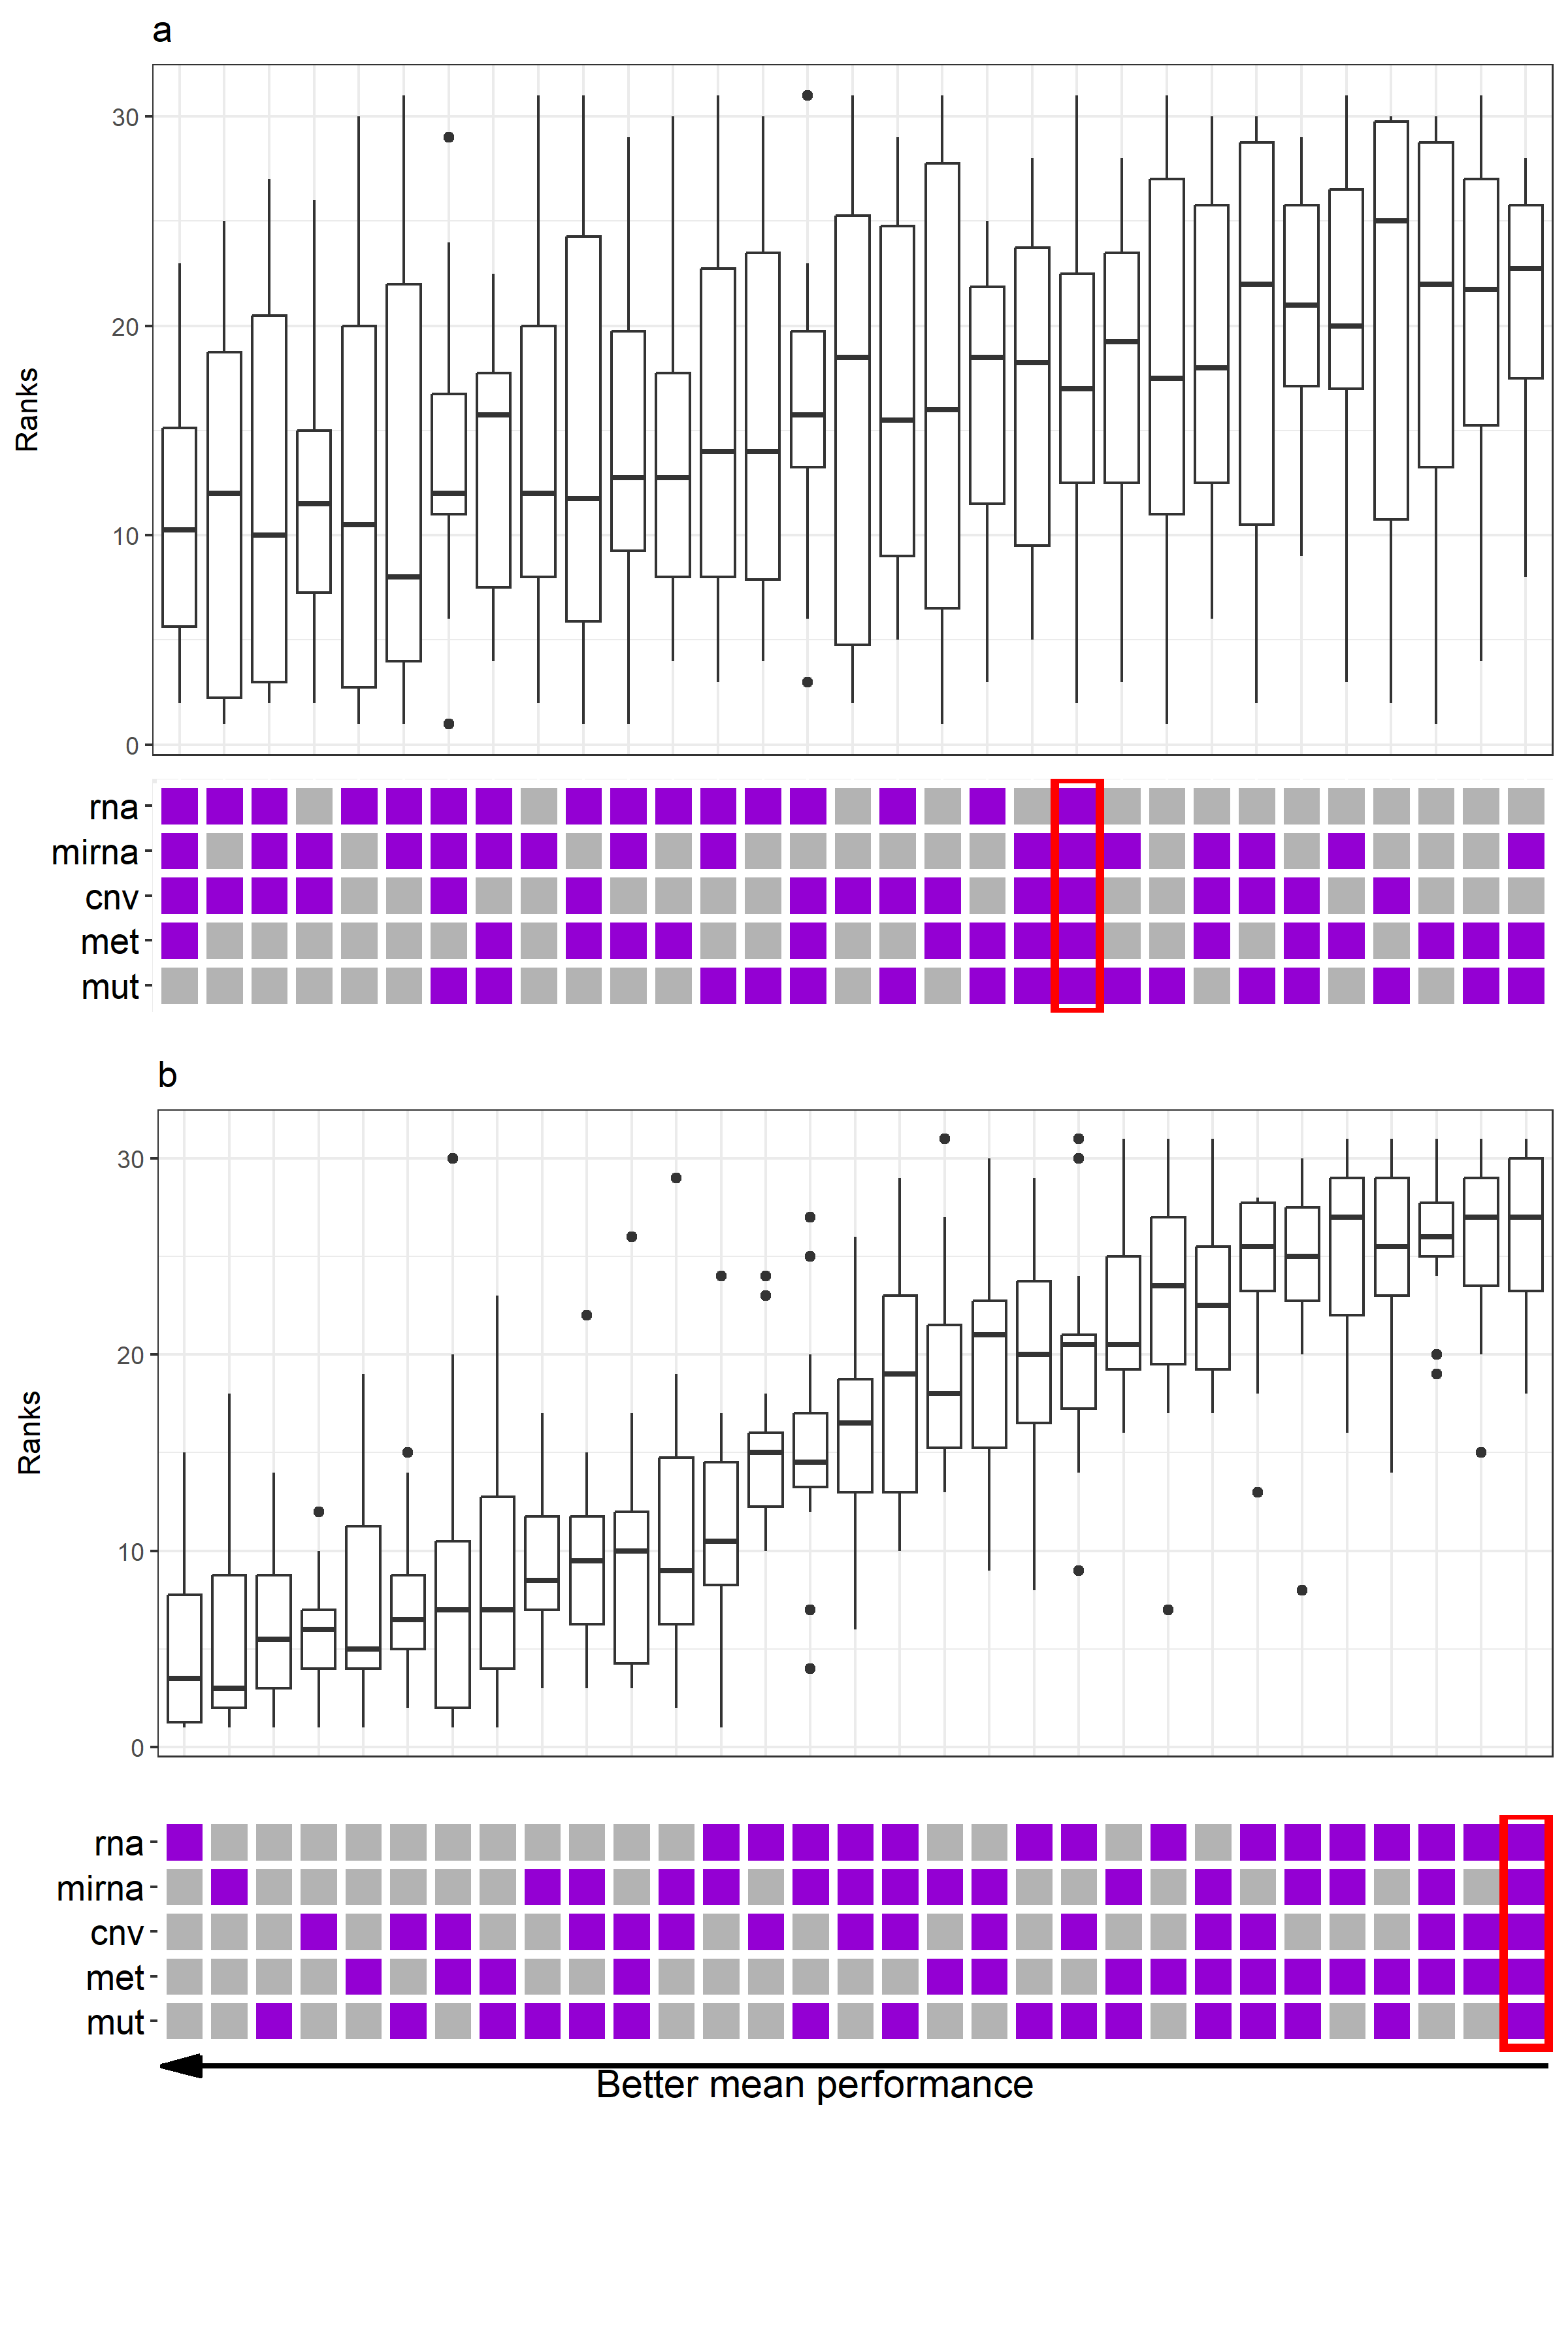 a
30
20
10
0
Ranks
rna
mirna
cnv
met
mut
b
30
20
10
0
Ranks
rna
mirna
cnv
met
mut
Better mean performance